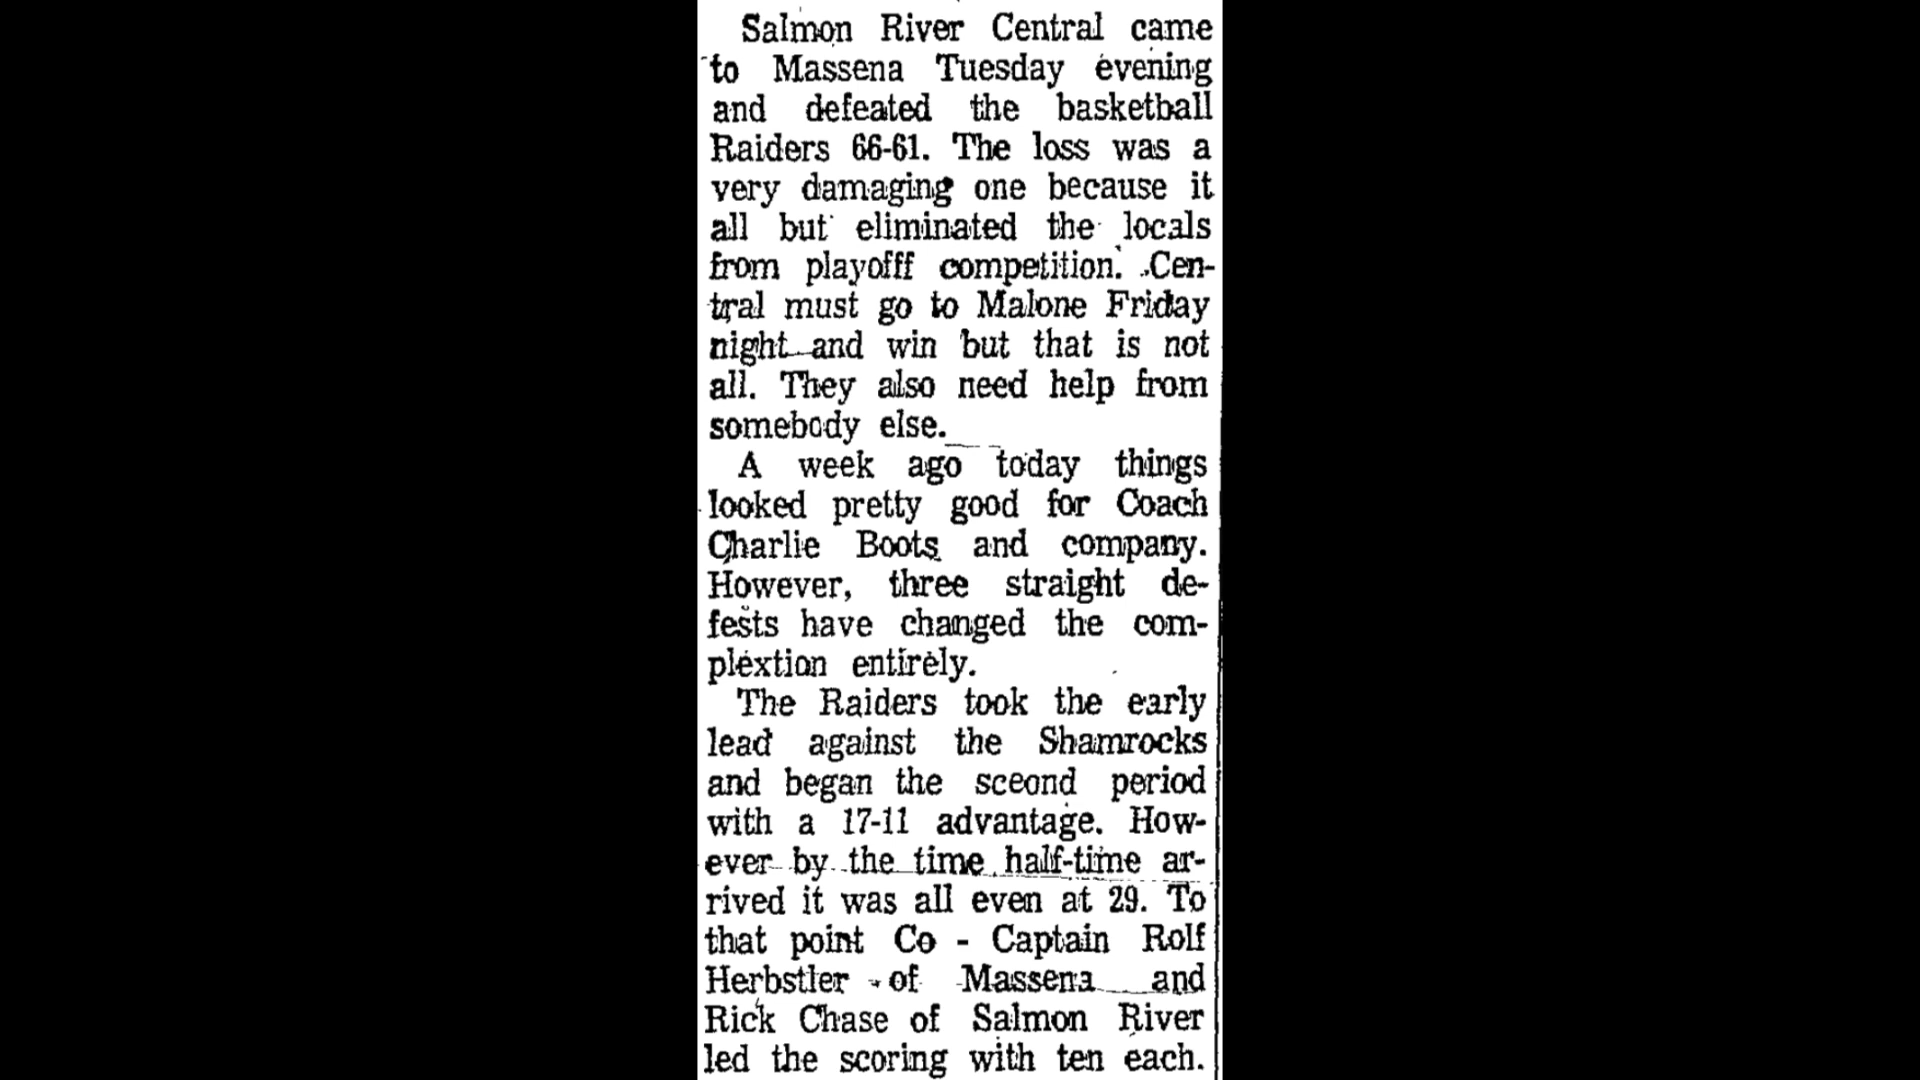 Salmon River Central came
to Massena Tuesday evening
and defeated the basketball
Raiders 66-61. The loss was a
very damaging one because it
all but eliminated the locals
from playofff competition. Cen-
tral must go to Malone Friday
night and win but that is not
all. They also need help from
somebody else.
A week ago today things
looked pretty good for Coach
Charlie Boots and company.
However, three straight de-
fests have changed the com-
plextion entirely.
The Raiders took the early
lead against the Shamrocks
and began the sceond period
with a 17-11 advantage. How-
ever by the time half-time ar-
rived it was all even at 29. To
that point Co - Captain Rolf
Herbstler of Massena and
Rick Chase of Salmon River
led the scoring with ten each.